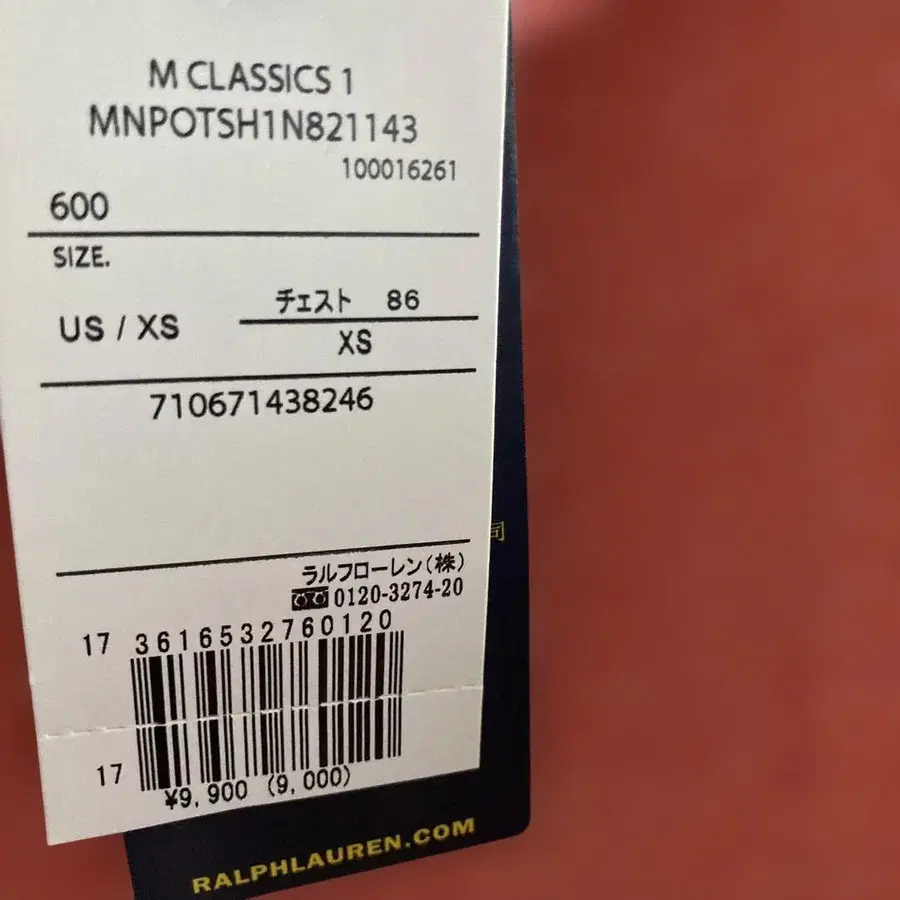 M CLASSICS 1
MNPOTSH1N821143
100016261
600
SIZE.
US / XS
チェスト 86
XS
710671438246
ラルフローレン(株)
0120-3274-20
17 3616532760120
17
¥9,900 (9,000)
司
RALPHLAUREN.COM